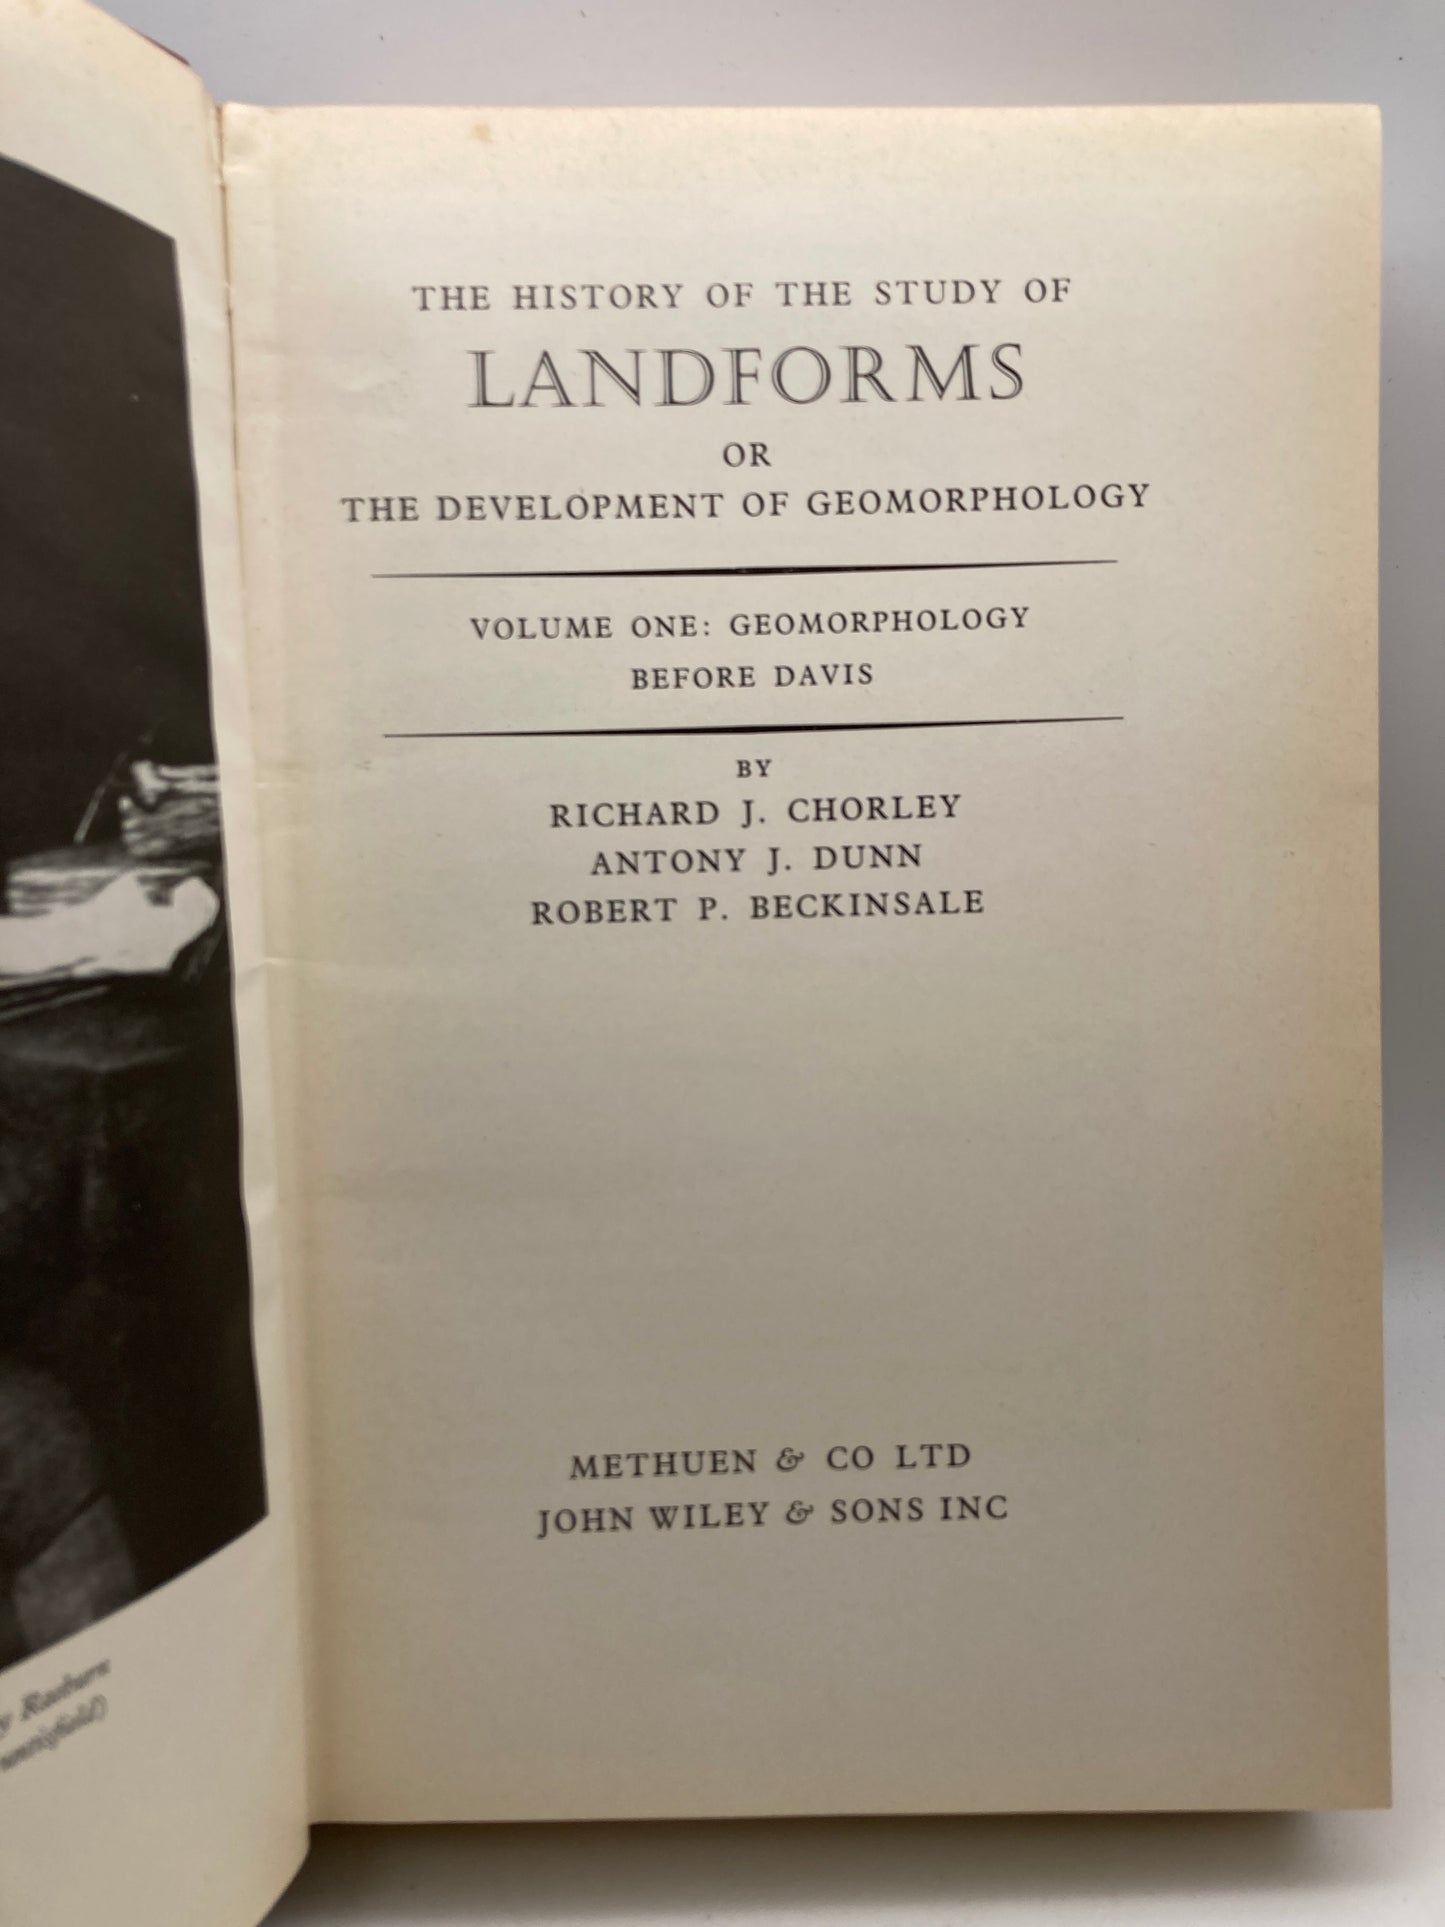 THE HISTORY OF THE STUDY OF
LANDFORMS
OR
THE DEVELOPMENT OF GEOMORPHOLOGY
VOLUME ONE: GEOMORPHOLOGY
BEFORE DAVIS
BY
RICHARD J. CHORLEY
ANTONY J. DUNN
ROBERT P. BECKINSALE
METHUEN & CO LTD
JOHN WILEY & SONS INC
Raeburn